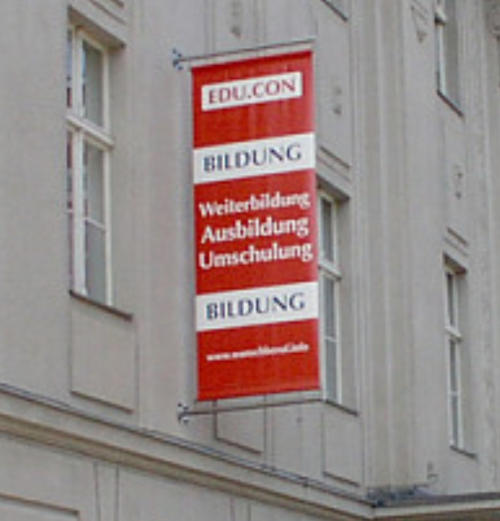 EDU.CON
BILDUNG
Weiterbildung
Ausbildung
Umschulung
BILDUNG